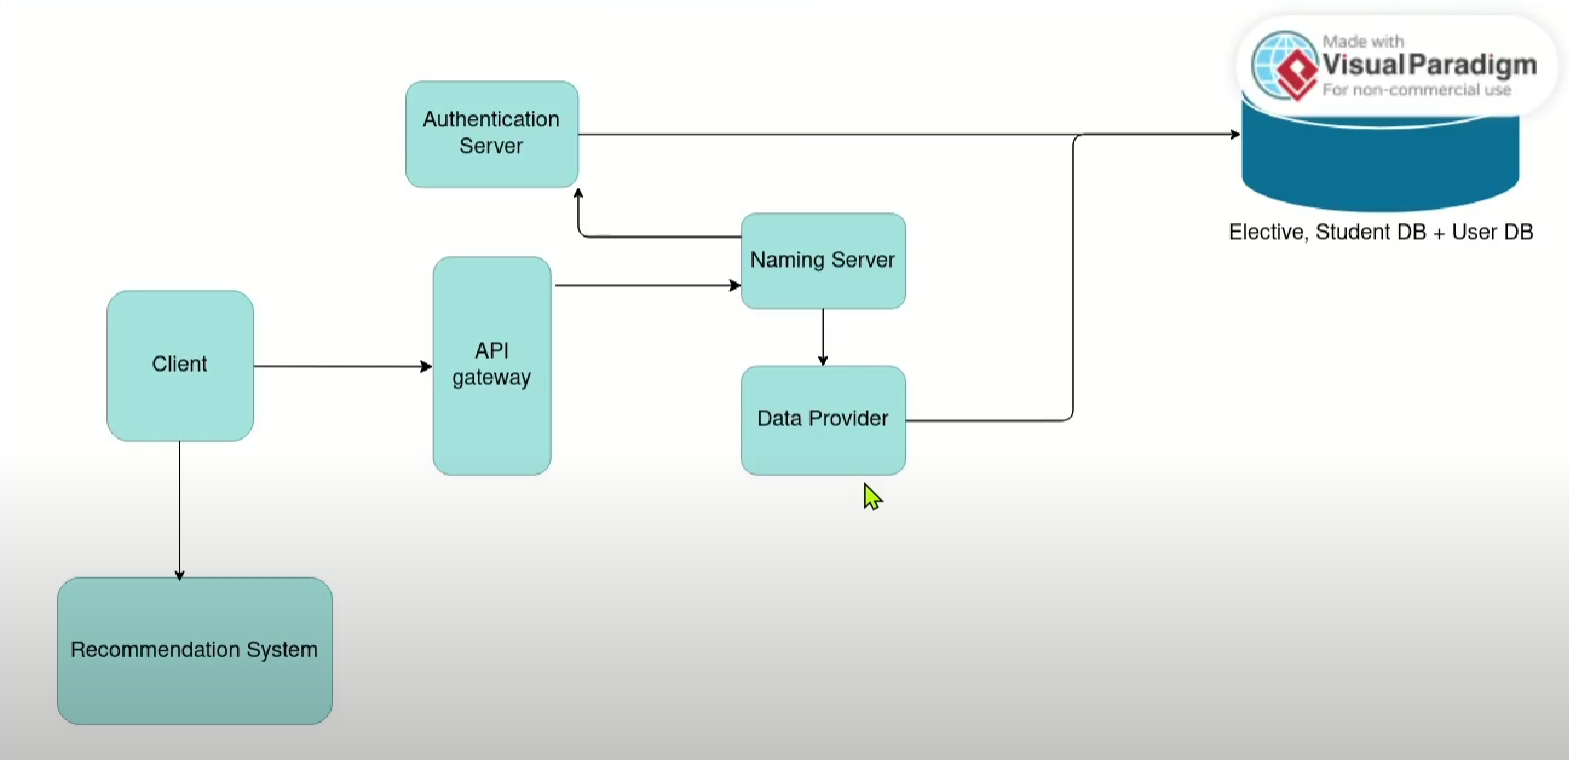 Made with
Visual Paradigm
For non-commercial use
Authentication
Server
Elective, Student DB + User DB
Naming Server
Client
API
gateway
Data Provider
Recommendation System